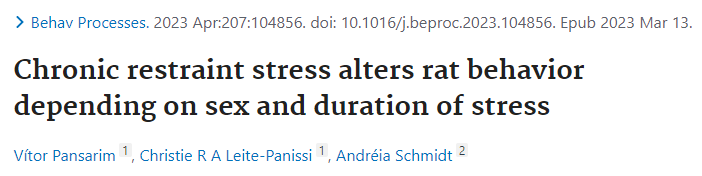 Behav Processes. 2023 Apr:207:104856. doi: 10.1016/j.beproc.2023.104856. Epub 2023 Mar 13.
Chronic restraint stress alters rat behavior
depending on sex and duration of stress
Vítor Pansarim 1, Christie R A Leite-Panissi 1, Andréia Schmidt 2